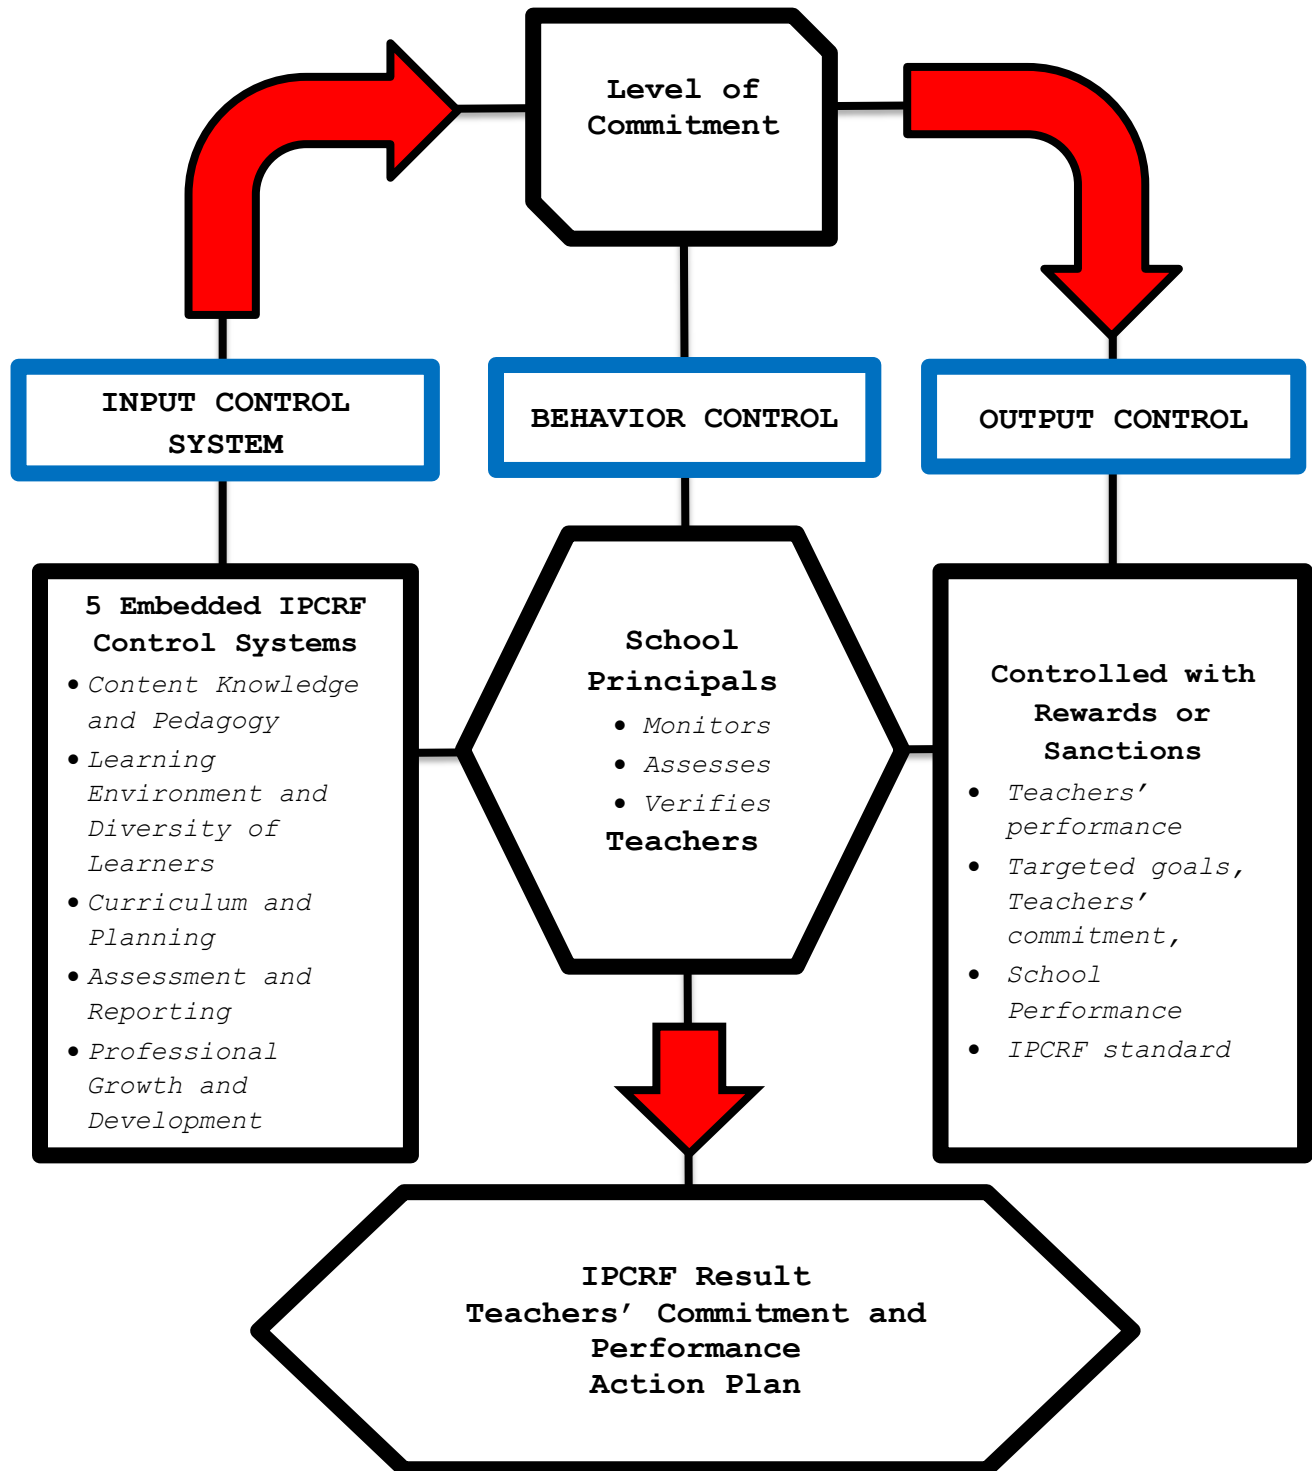 Level of
Commitment
INPUT CONTROL
SYSTEM
BEHAVIOR CONTROL
OUTPUT CONTROL
5 Embedded IPCRF
Control Systems
• Content Knowledge
and Pedagogy
• Learning
Environment and
Diversity of
Learners
• Curriculum and
Planning
• Assessment and
Reporting
• Professional
Growth and
Development
School
Principals
• Monitors
• Assesses
• Verifies
Teachers
Controlled with
Rewards or
Sanctions
• Teachers’
performance
• Targeted goals,
Teachers’
commitment,
• School
Performance
• IPCRF standard
IPCRF Result
Teachers’ Commitment and
Performance
Action Plan